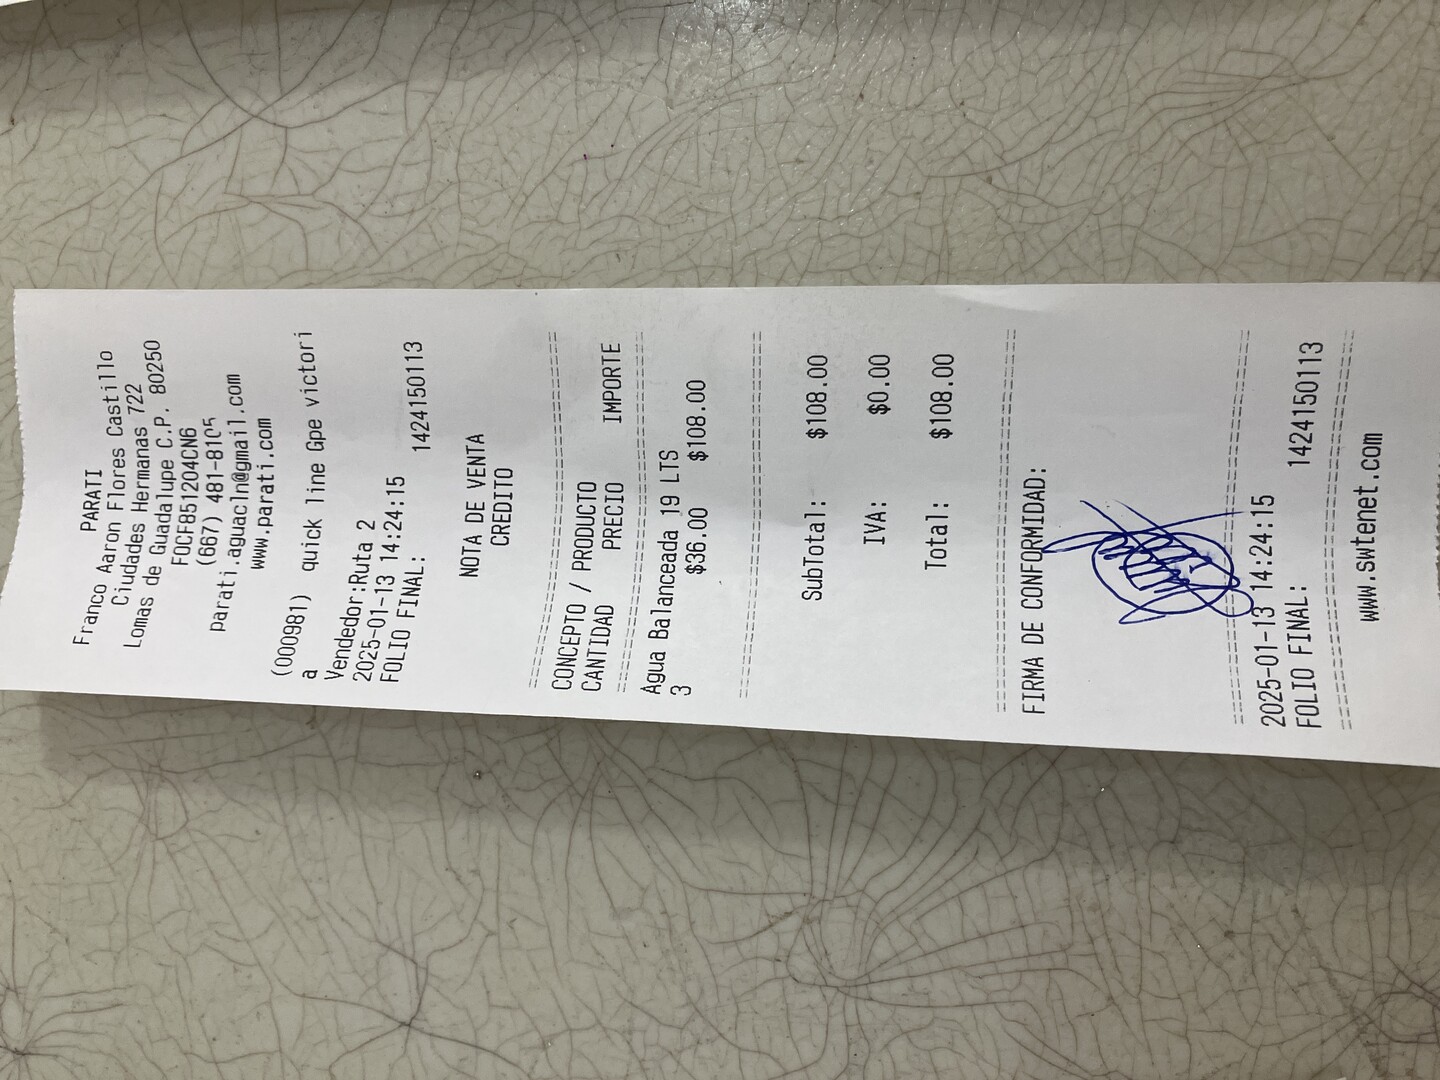 PARATI
Franco Aaron Flores Castillo
Ciudades Hermanas 722
Lomas de Guadalupe C.P. 80250
FOCF851204CN6
(667) 481-8105
parati.aguacln@gmail.com
www.parati.com
(000981) quick line Gpe victori
a
Vendedor:Ruta 2
2025-01-13 14:24:15
FOLIO FINAL: 1424150113
NOTA DE VENTA
CREDITO
CONCEPTO / PRODUCTO
CANTIDAD PRECIO IMPORTE
Agua Balanceada 19 LTS
3 $36.00 $108.00
SubTotal: $108.00
IVA: $0.00
Total: $108.00
FIRMA DE CONFORMIDAD:
2025-01-13 14:24:15
FOLIO FINAL: 1424150113
www.swtenet.com